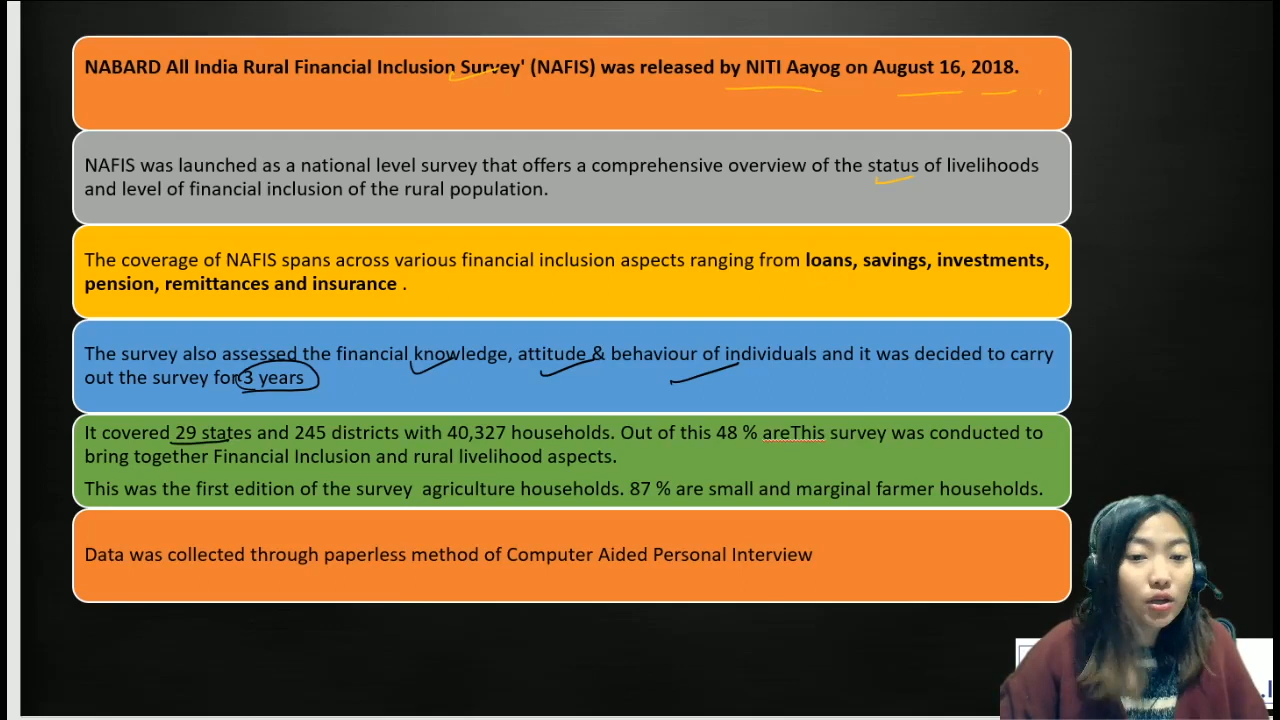 NABARD All India Rural Financial Inclusion Survey' (NAFIS) was released by NITI Aayog on August 16, 2018.
NAFIS was launched as a national level survey that offers a comprehensive overview of the status of livelihoods
and level of financial inclusion of the rural population.
The coverage of NAFIS spans across various financial inclusion aspects ranging from loans, savings, investments,
pension, remittances and insurance .
The survey also assessed the financial knowledge, attitude & behaviour of individuals and it was decided to carry
out the survey for 3 years
It covered 29 states and 245 districts with 40,327 households. Out of this 48 % areThis survey was conducted to
bring together Financial Inclusion and rural livelihood aspects.
This was the first edition of the survey agriculture households. 87 % are small and marginal farmer households.
Data was collected through paperless method of Computer Aided Personal Interview